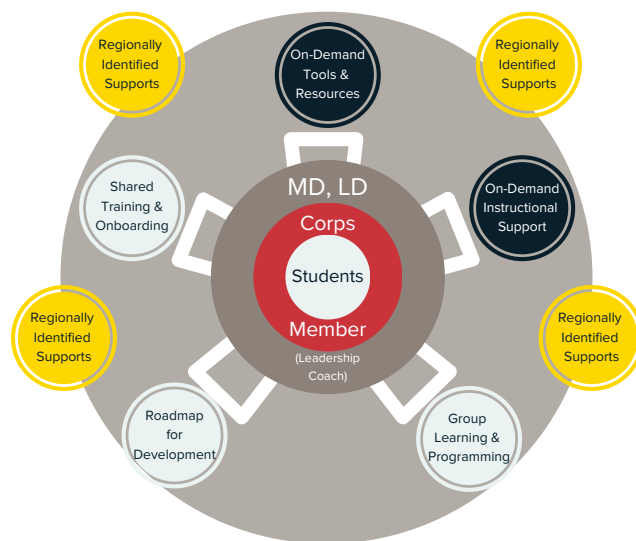 Regionally
Identified
Supports
On-Demand
Tools &
Resources
Regionally
Identified
Supports
Shared
Training &
Onboarding
MD, LD
Corps
Students
Member
(Leadership
Coach)
On-Demand
Instructional
Support
Regionally
Identified
Supports
Regionally
Identified
Supports
Roadmap
for
Development
Group
Learning &
Programming